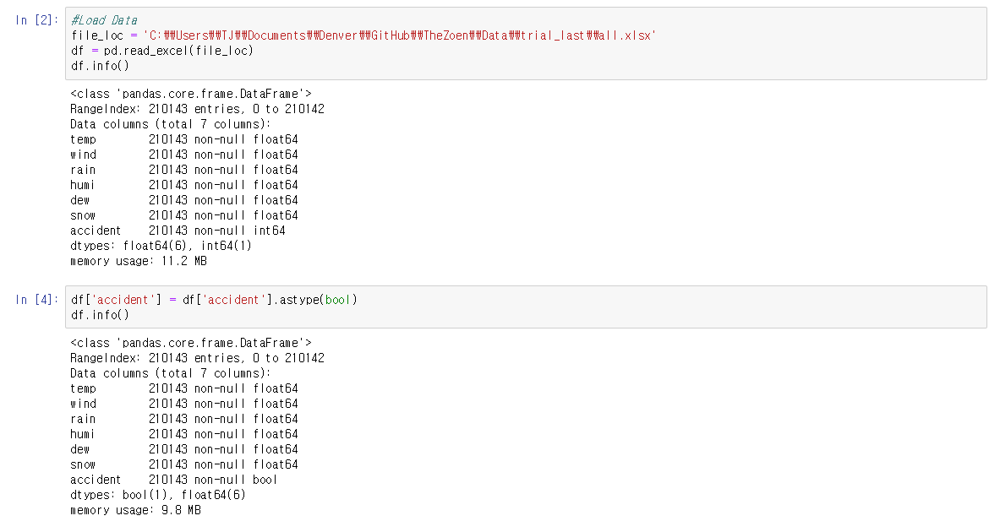 In [2]:
#Load Data
file_loc = 'C:₩₩Users₩₩TJ₩₩Documents₩₩Denver₩₩GitHub₩₩TheZoen₩₩Data₩₩trial_last₩₩all.xlsx'
df = pd.read_excel(file_loc)
df.info()
<class 'pandas.core.frame.DataFrame'>
RangeIndex: 210143 entries, 0 to 210142
Data columns (total 7 columns):
temp 210143 non-null float64
wind 210143 non-null float64
rain 210143 non-null float64
humi 210143 non-null float64
dew 210143 non-null float64
snow 210143 non-null float64
accident 210143 non-null int64
dtypes: float64(6), int64(1)
memory usage: 11.2 MB
In [4]:
df['accident'] = df['accident'].astype(bool)
df.info()
<class 'pandas.core.frame.DataFrame'>
RangeIndex: 210143 entries, 0 to 210142
Data columns (total 7 columns):
temp 210143 non-null float64
wind 210143 non-null float64
rain 210143 non-null float64
humi 210143 non-null float64
dew 210143 non-null float64
snow 210143 non-null float64
accident 210143 non-null bool
dtypes: bool(1), float64(6)
memory usage: 9.8 MB